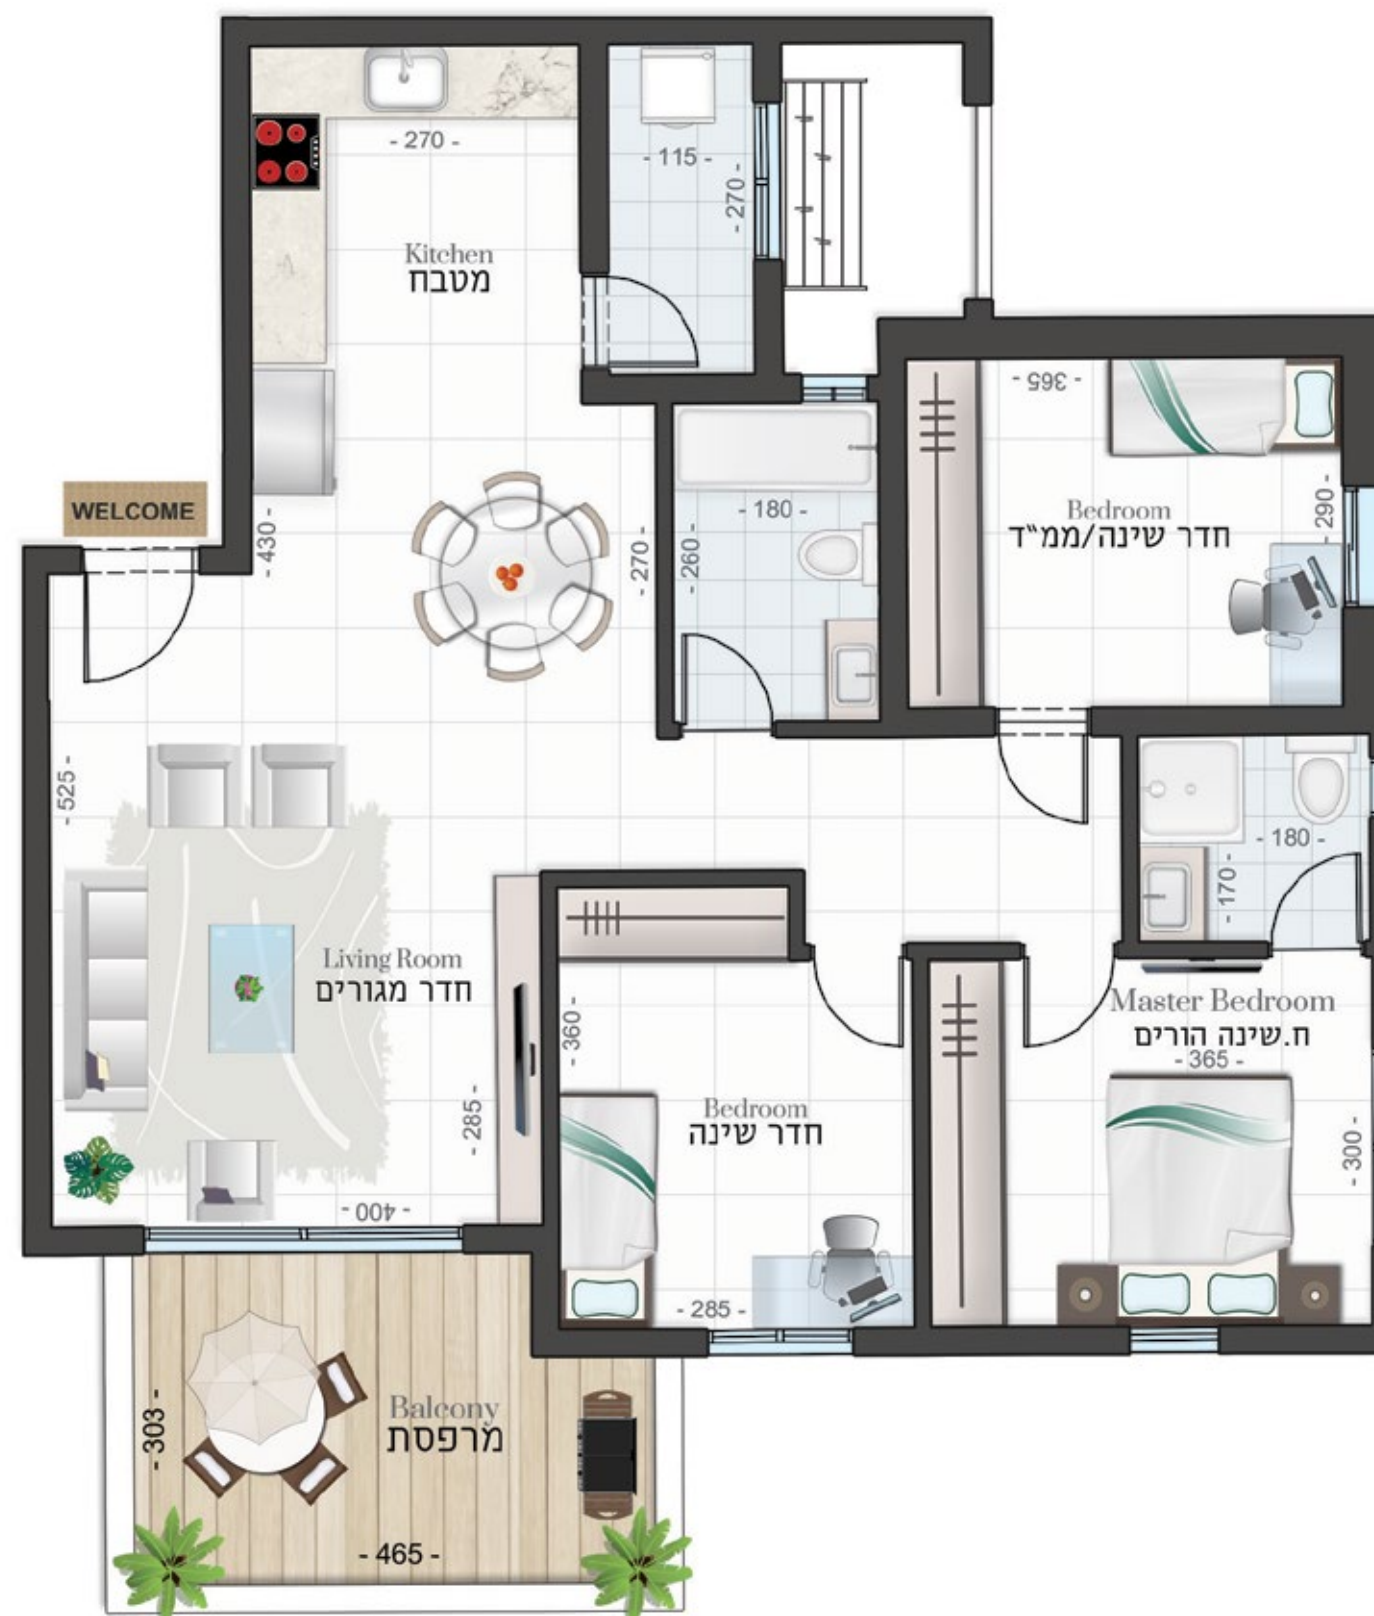 - 270 -
- 115 -
- 270 -
Kitchen
מטבח
- 365 -
WELCOME
- 430 -
- 270 -
- 260 -
- 180 -
Bedroom
חדר שינה/ממ"ד
- 290 -
- 525 -
- 180 -
- 170 -
Living Room
חדר מגורים
- 360 -
Master Bedroom
ח.שינה הורים
- 365 -
- 285 -
Bedroom
חדר שינה
- 300 -
- 400 -
- 285 -
- 303 -
Balcony
מרפסת
- 465 -